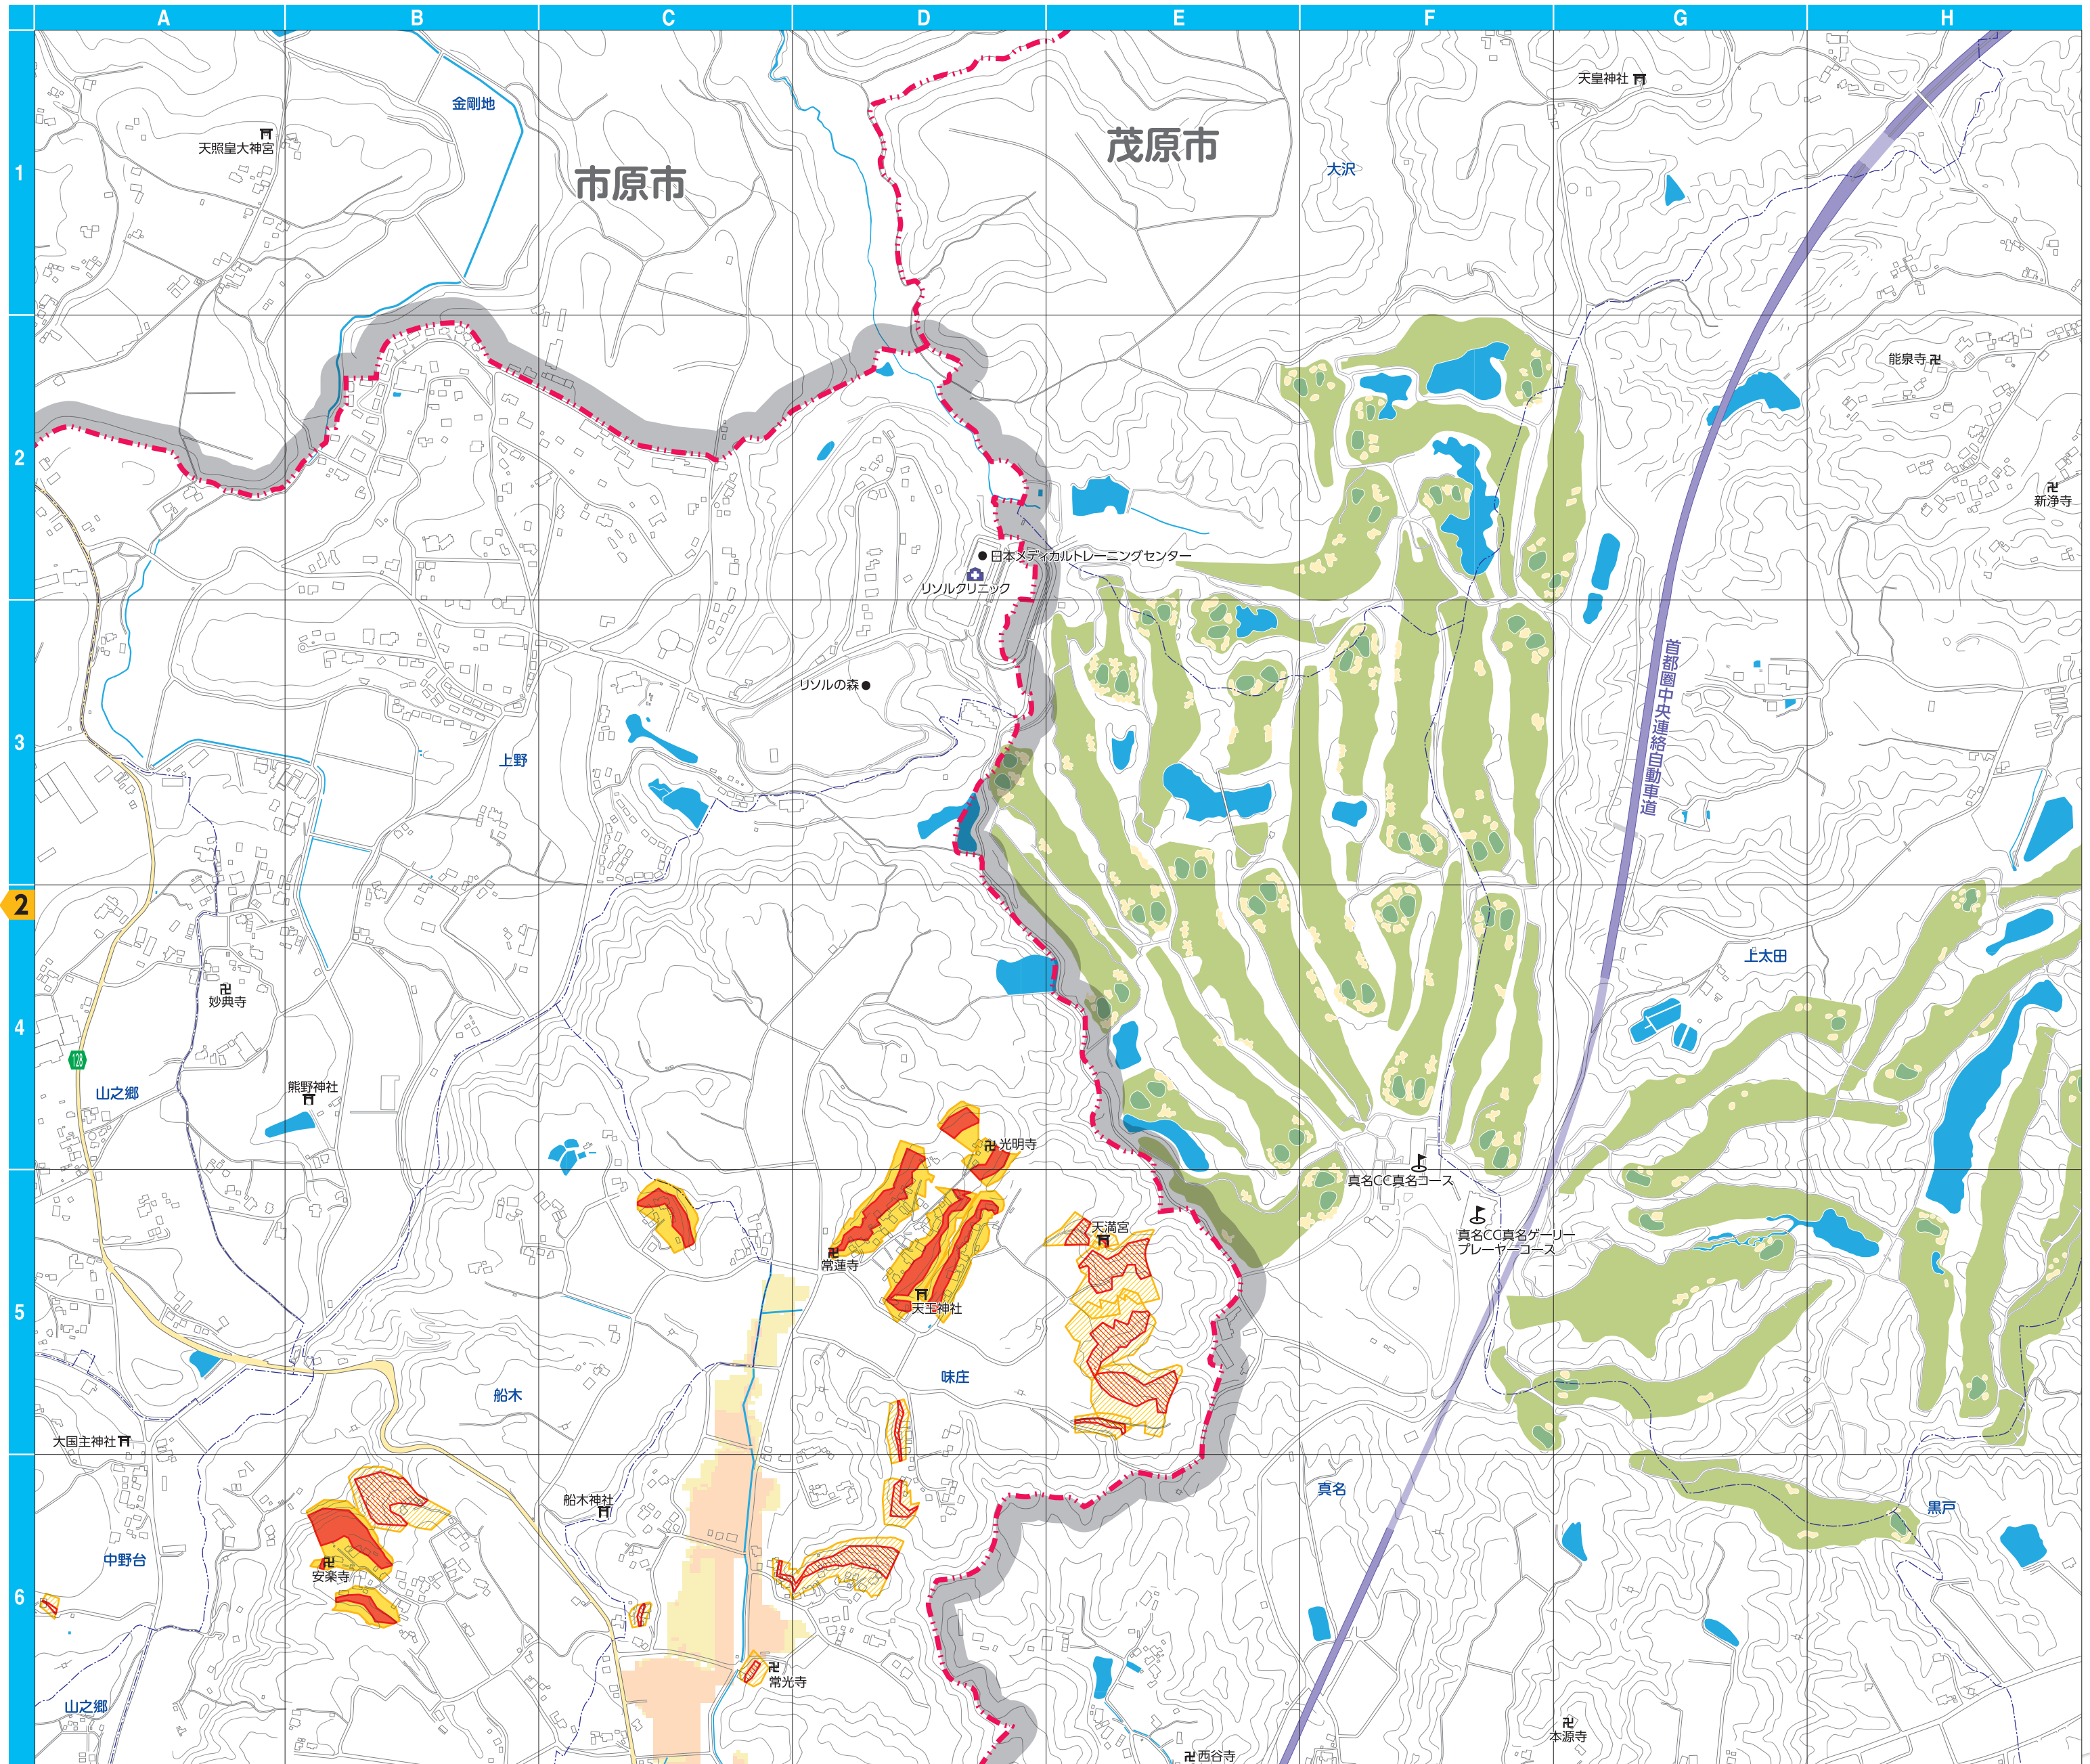 A B C D E F G H
1
2
3
2
4
5
6
金剛地
天照皇大神宮
市原市
茂原市
大沢
天皇神社
能泉寺
新浄寺
日本メディカルトレーニングセンター
リソルクリニック
リソルの森
上野
首都圏中央連絡自動車道
妙典寺
上太田
128
山之郷
熊野神社
光明寺
真名CC真名コース
天満宮
真名CC真名ゲーリー
プレーヤーコース
常蓮寺
天王神社
味庄
船木
大国主神社
船木神社
真名
黒戸
中野台
安楽寺
常光寺
山之郷
本源寺
西谷寺